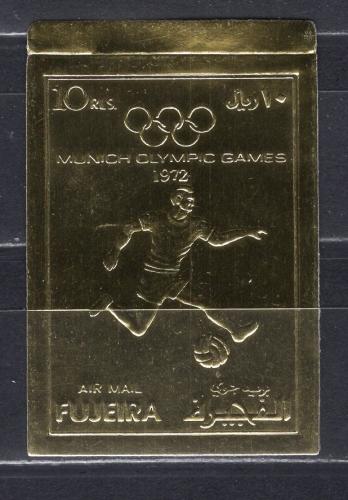 10 RLS. ١٠ ريال
MUNICH OLYMPIC GAMES
1972
AIR MAIL بريد جوي
FUJEIRA الفجيرة